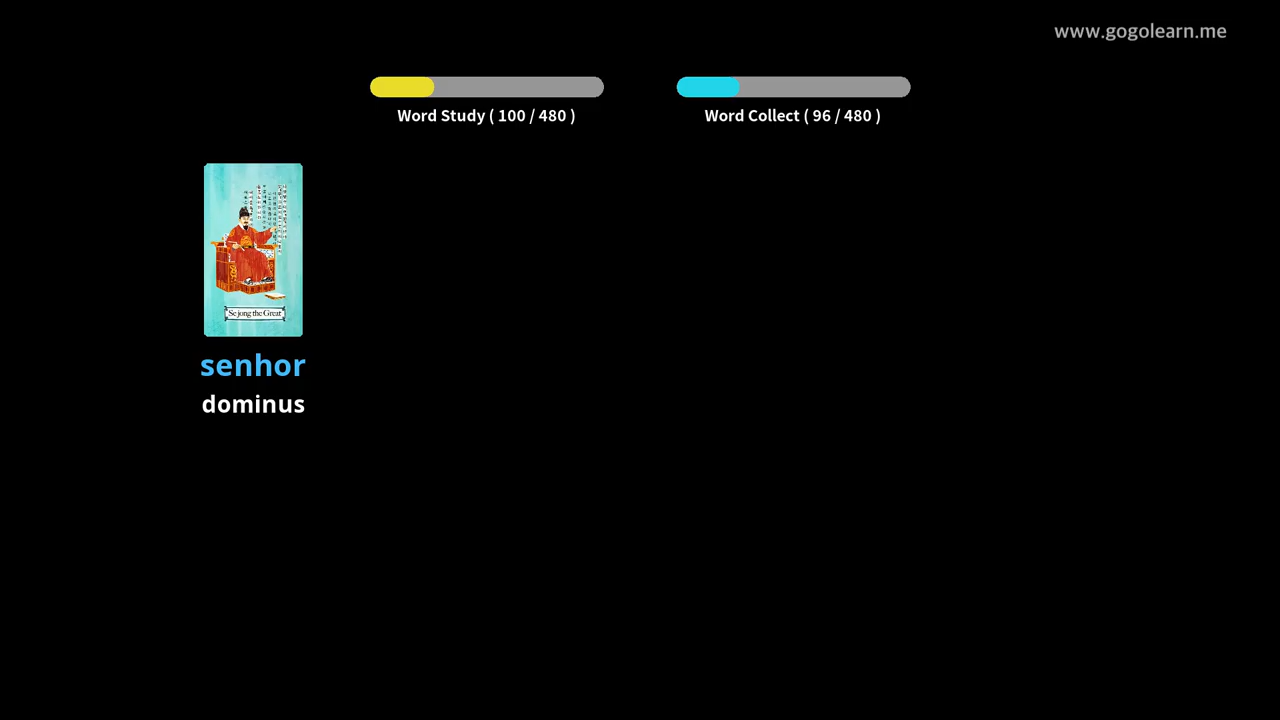 www.gogolearn.me
Word Study ( 100 / 480 )
Word Collect ( 96 / 480 )
Sejong the Great
senhor
dominus